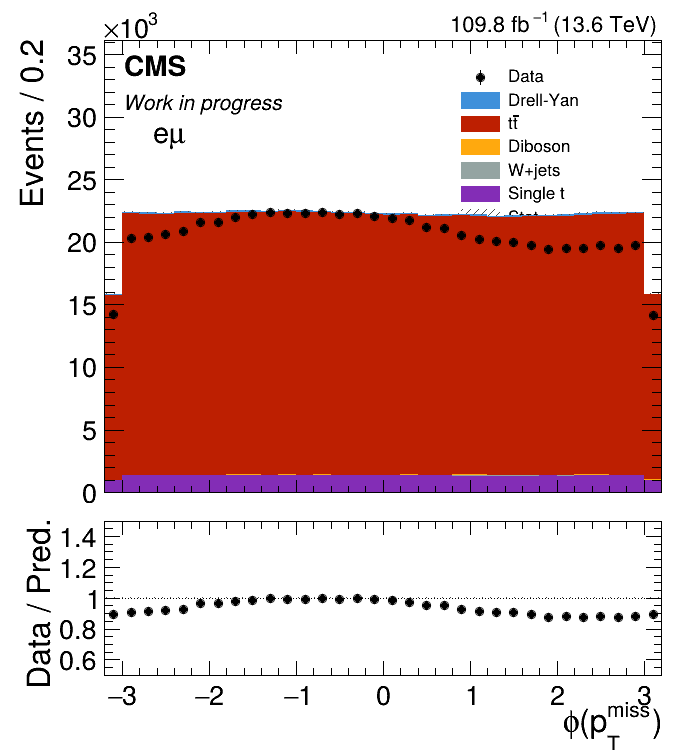 ×10³
109.8 fb⁻¹ (13.6 TeV)
Events / 0.2
CMS
Work in progress
eμ
Data
Drell-Yan
tt̅
Diboson
W+jets
Single t
35
30
25
20
15
10
5
0
Data / Pred.
1.4
1.2
1
0.8
0.6
−3 −2 −1 0 1 2 3
ϕ(p_T^miss)